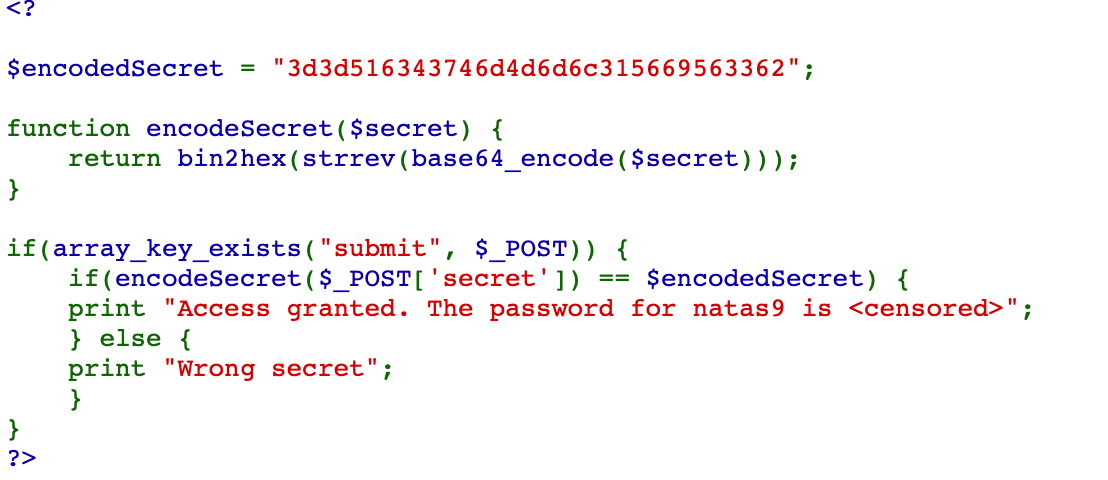 <?
$encodedSecret = "3d3d516343746d4d6d6c315669563362";
function encodeSecret($secret) {
    return bin2hex(strrev(base64_encode($secret)));
}
if(array_key_exists("submit", $_POST)) {
    if(encodeSecret($_POST['secret']) == $encodedSecret) {
    print "Access granted. The password for natas9 is <censored>";
    } else {
    print "Wrong secret";
    }
}
?>